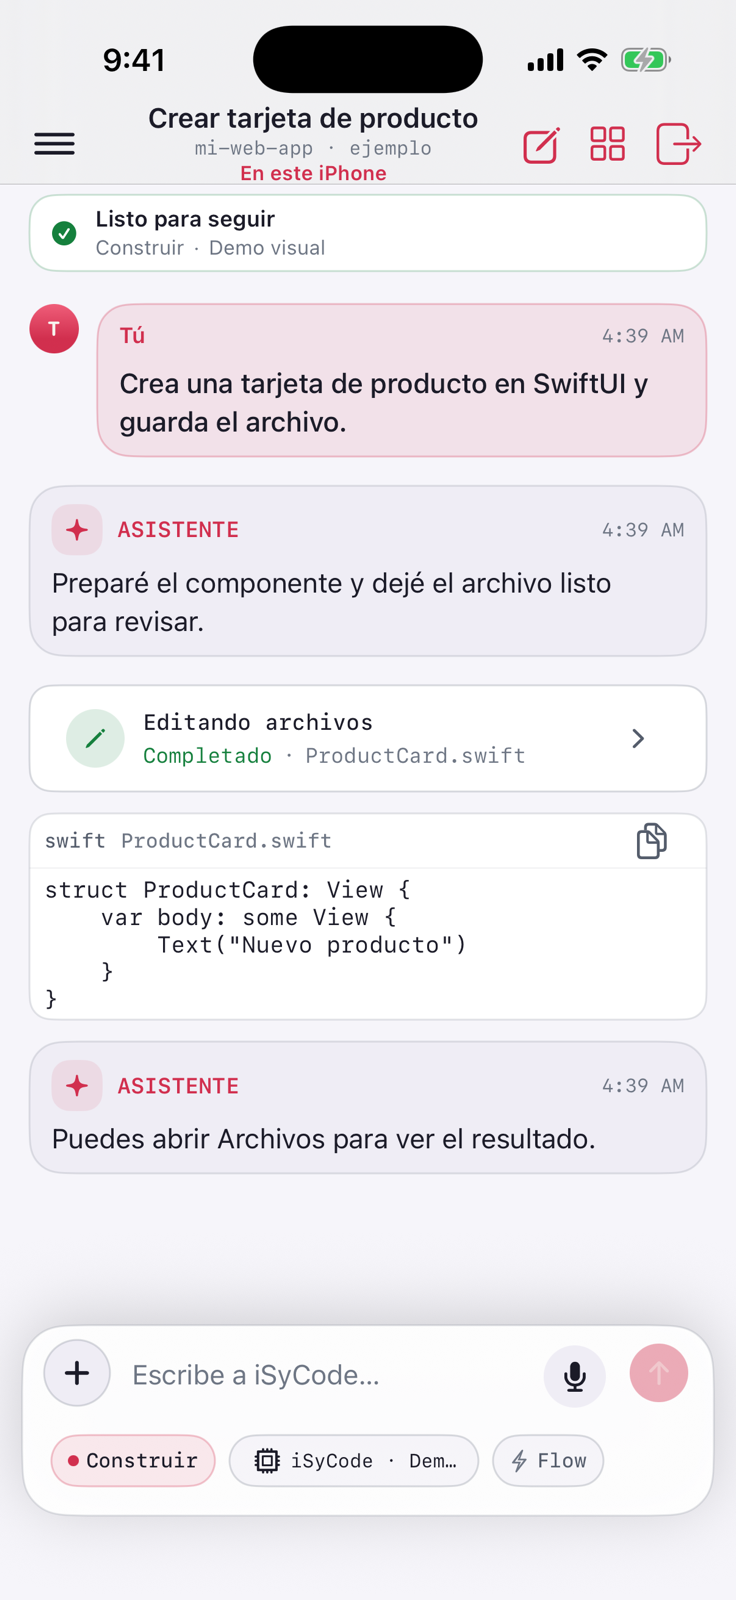 9:41
Crear tarjeta de producto
mi-web-app · ejemplo
En este iPhone
Listo para seguir
Construir · Demo visual
T
Tú 4:39 AM
Crea una tarjeta de producto en SwiftUI y
guarda el archivo.
ASISTENTE 4:39 AM
Preparé el componente y dejé el archivo listo
para revisar.
Editando archivos
Completado · ProductCard.swift
swift ProductCard.swift
struct ProductCard: View {
    var body: some View {
        Text("Nuevo producto")
    }
}
ASISTENTE 4:39 AM
Puedes abrir Archivos para ver el resultado.
Escribe a iSyCode...
Construir iSyCode · Dem... Flow